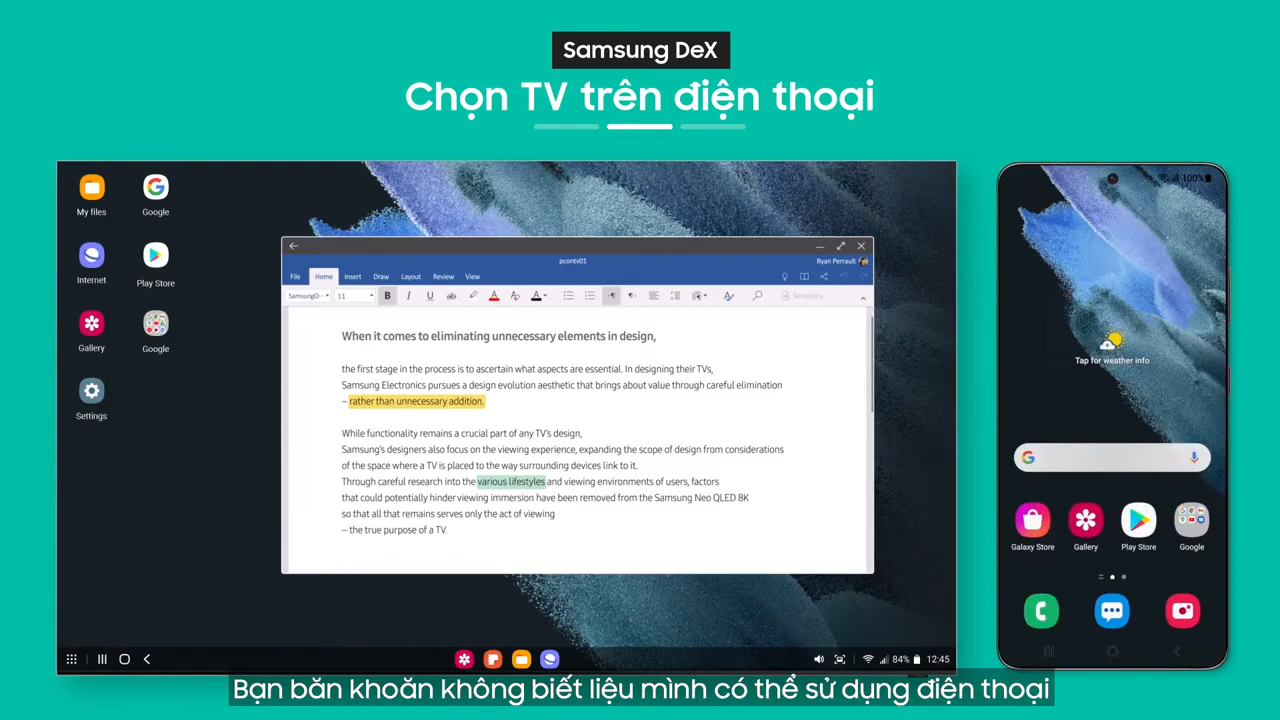 Samsung DeX
Chọn TV trên điện thoại
My files
Google
Internet
Play Store
Gallery
Google
Settings
pcontv01
Ryan Perrault
File Home Insert Draw Layout Review View
SamsungO~ 11 B I U ab A A A Sensitivity
When it comes to eliminating unnecessary elements in design,
the first stage in the process is to ascertain what aspects are essential. In designing their TVs,
Samsung Electronics pursues a design evolution aesthetic that brings about value through careful elimination
– rather than unnecessary addition.
While functionality remains a crucial part of any TV's design,
Samsung's designers also focus on the viewing experience, expanding the scope of design from considerations
of the space where a TV is placed to the way surrounding devices link to it.
Through careful research into the various lifestyles and viewing environments of users, factors
that could potentially hinder viewing immersion have been removed from the Samsung Neo QLED 8K
so that all that remains serves only the act of viewing
– the true purpose of a TV.
84% 12:45
100%
Tap for weather info
Galaxy Store Gallery Play Store Google
Bạn băn khoăn không biết liệu mình có thể sử dụng điện thoại